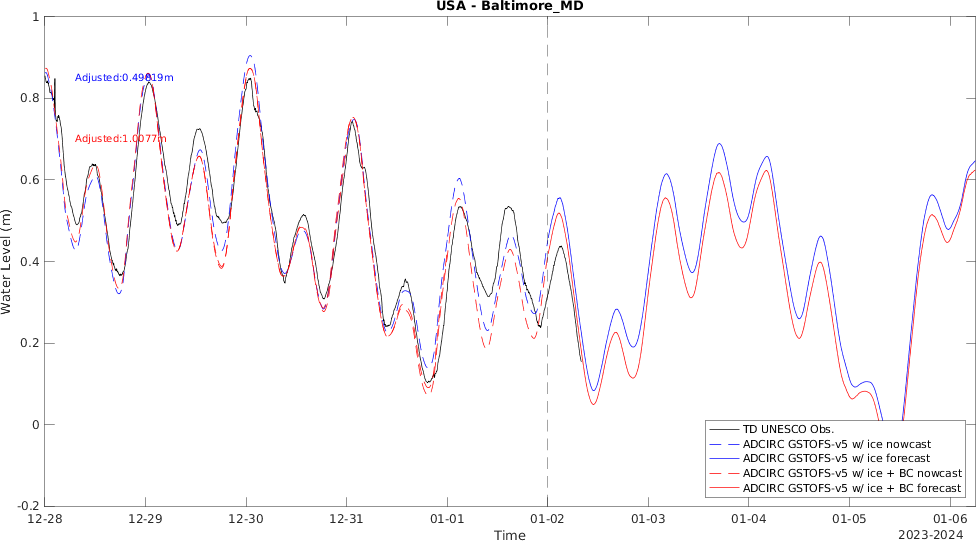 USA - Baltimore_MD
1
0.8
0.6
0.4
0.2
0
-0.2
Water Level (m)
Adjusted:0.49819m
Adjusted:1.0077m
TD UNESCO Obs.
ADCIRC GSTOFS-v5 w/ ice nowcast
ADCIRC GSTOFS-v5 w/ ice forecast
ADCIRC GSTOFS-v5 w/ ice + BC nowcast
ADCIRC GSTOFS-v5 w/ ice + BC forecast
12-28 12-29 12-30 12-31 01-01 01-02 01-03 01-04 01-05 01-06
Time
2023-2024